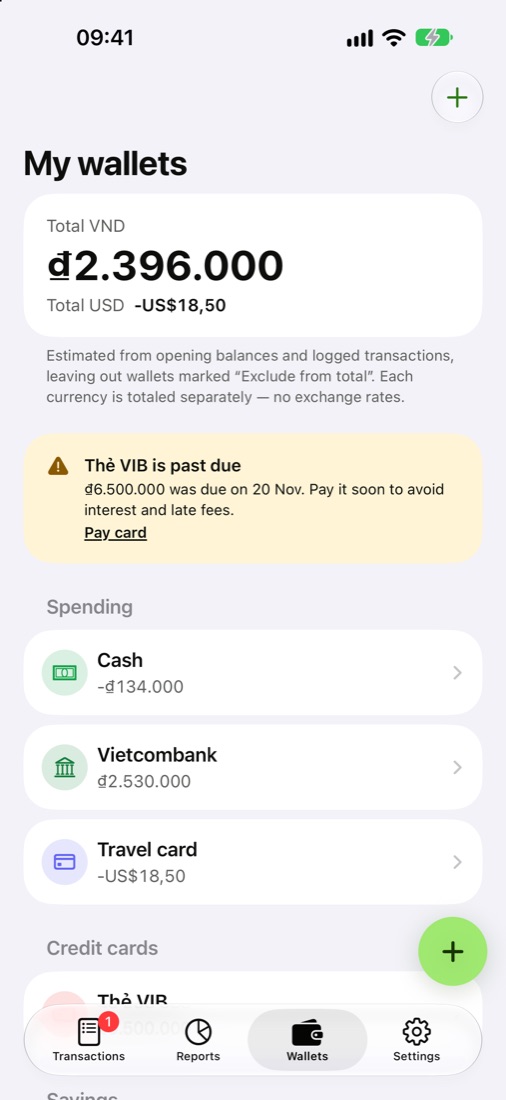 09:41
My wallets
Total VND
₫2.396.000
Total USD -US$18,50
Estimated from opening balances and logged transactions,
leaving out wallets marked “Exclude from total”. Each
currency is totaled separately — no exchange rates.
Thẻ VIB is past due
₫6.500.000 was due on 20 Nov. Pay it soon to avoid
interest and late fees.
Pay card
Spending
Cash
-₫134.000
Vietcombank
₫2.530.000
Travel card
-US$18,50
Credit cards
Thẻ VIB
1
Transactions
Reports
Wallets
Settings
Savings